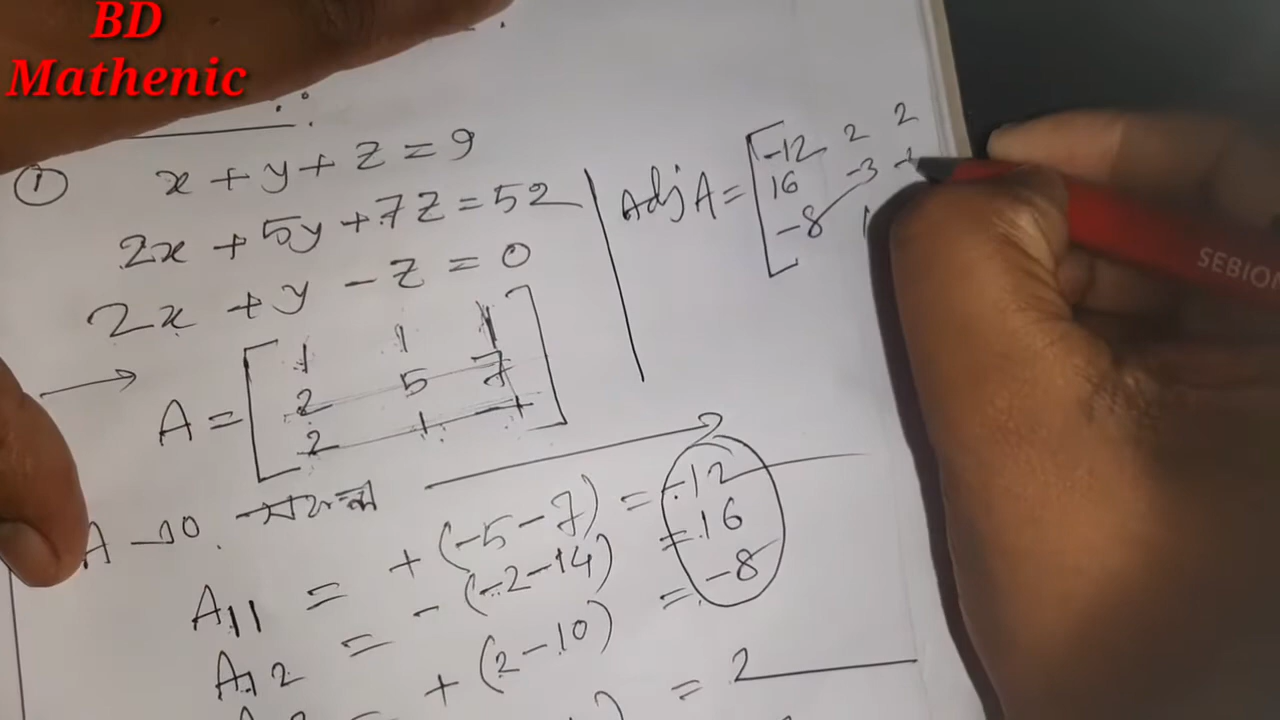 BD
Mathenic
① x + y + z = 9
2x + 5y + 7z = 52
2x + y - z = 0
A = [ 1 1 1
2 5 7
2 1 -1 ]
Adj A = [ -12 2 2
16 -3
-8 1
A
A11 = + (-5-7) = -12
A12 = - (-2-14) = 16
+ (2-10) = -8
= 2